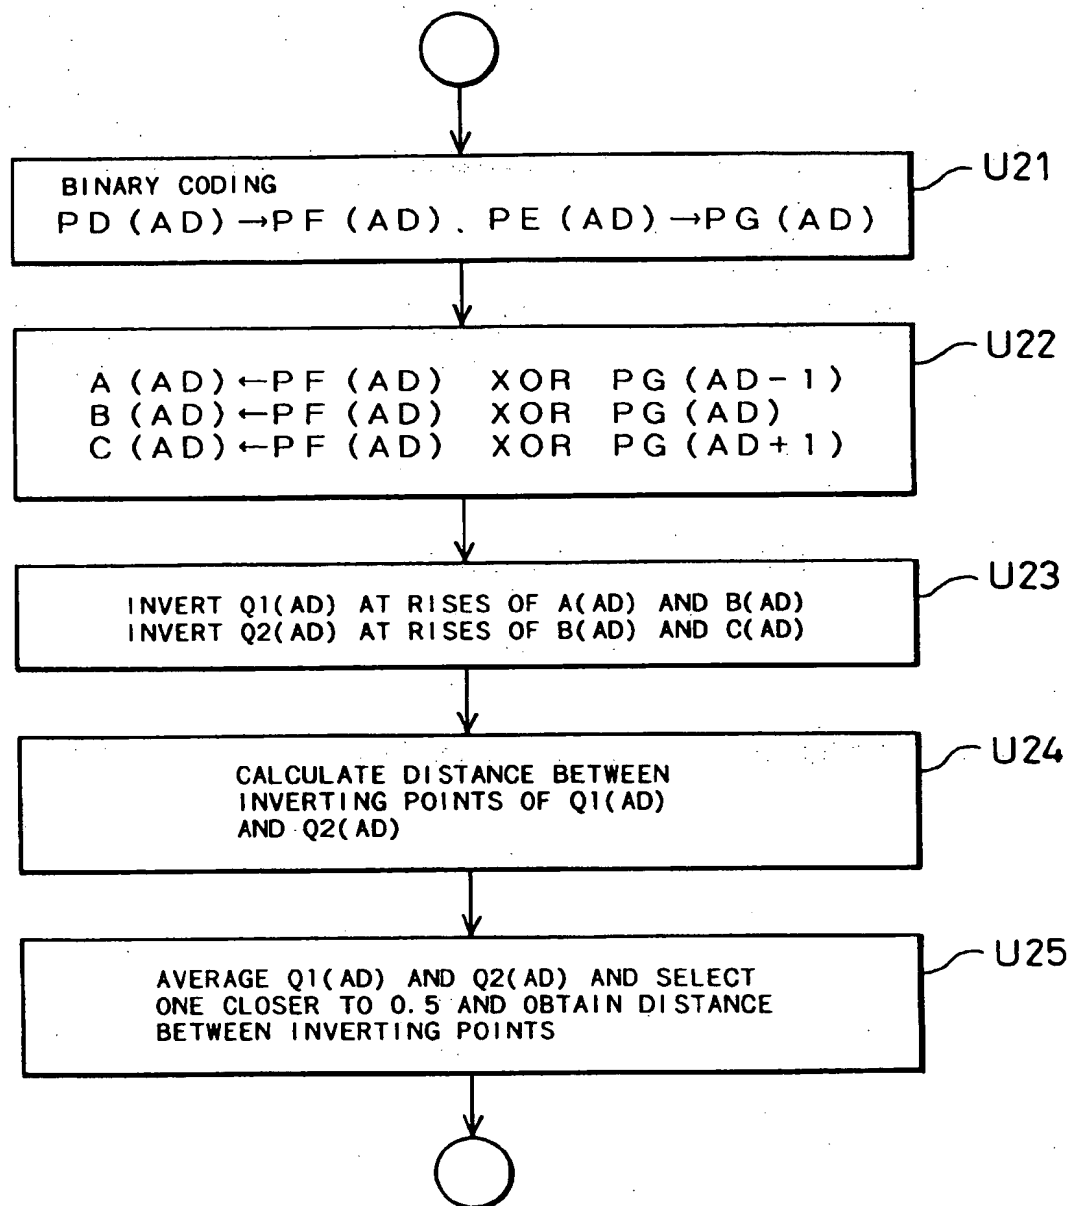 BINARY CODING
PD(AD)→PF(AD). PE(AD)→PG(AD)
U21
A(AD)←PF(AD) XOR PG(AD-1)
B(AD)←PF(AD) XOR PG(AD)
C(AD)←PF(AD) XOR PG(AD+1)
U22
INVERT Q1(AD) AT RISES OF A(AD) AND B(AD)
INVERT Q2(AD) AT RISES OF B(AD) AND C(AD)
U23
CALCULATE DISTANCE BETWEEN
INVERTING POINTS OF Q1(AD)
AND Q2(AD)
U24
AVERAGE Q1(AD) AND Q2(AD) AND SELECT
ONE CLOSER TO 0.5 AND OBTAIN DISTANCE
BETWEEN INVERTING POINTS
U25